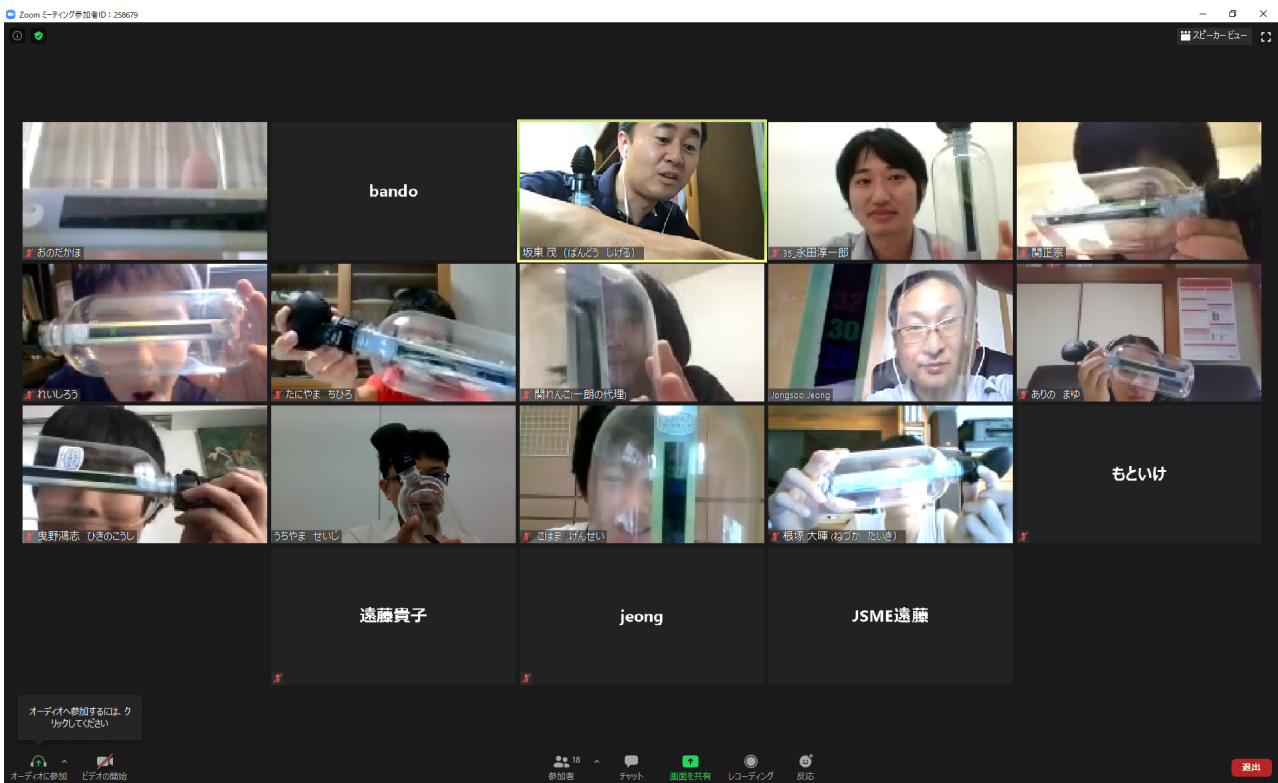 Zoom ミーティング参加者ID：258679
スピーカー ビュー
おのだかほ
bando
坂東 茂 （(ばんどう　しげる）
35_永田淳一郎
関正宗
れいしろう
たにやま　ちひろ
関れんこ(一朗の代理)
32
30
28
Jongsoo Jeong
ありの　まゆ
曳野鴻志　ひきのこうし
うちやま　せいじ
こはま　げんせい
根塚 大暉 (ねづか　たいき）
もといけ
遠藤貴子
jeong
JSME遠藤
オーディオへ参加するには、ク
リックしてください
オーディオに参加
ビデオの開始
18
参加者
チャット
画面を共有
レコーディング
反応
退出